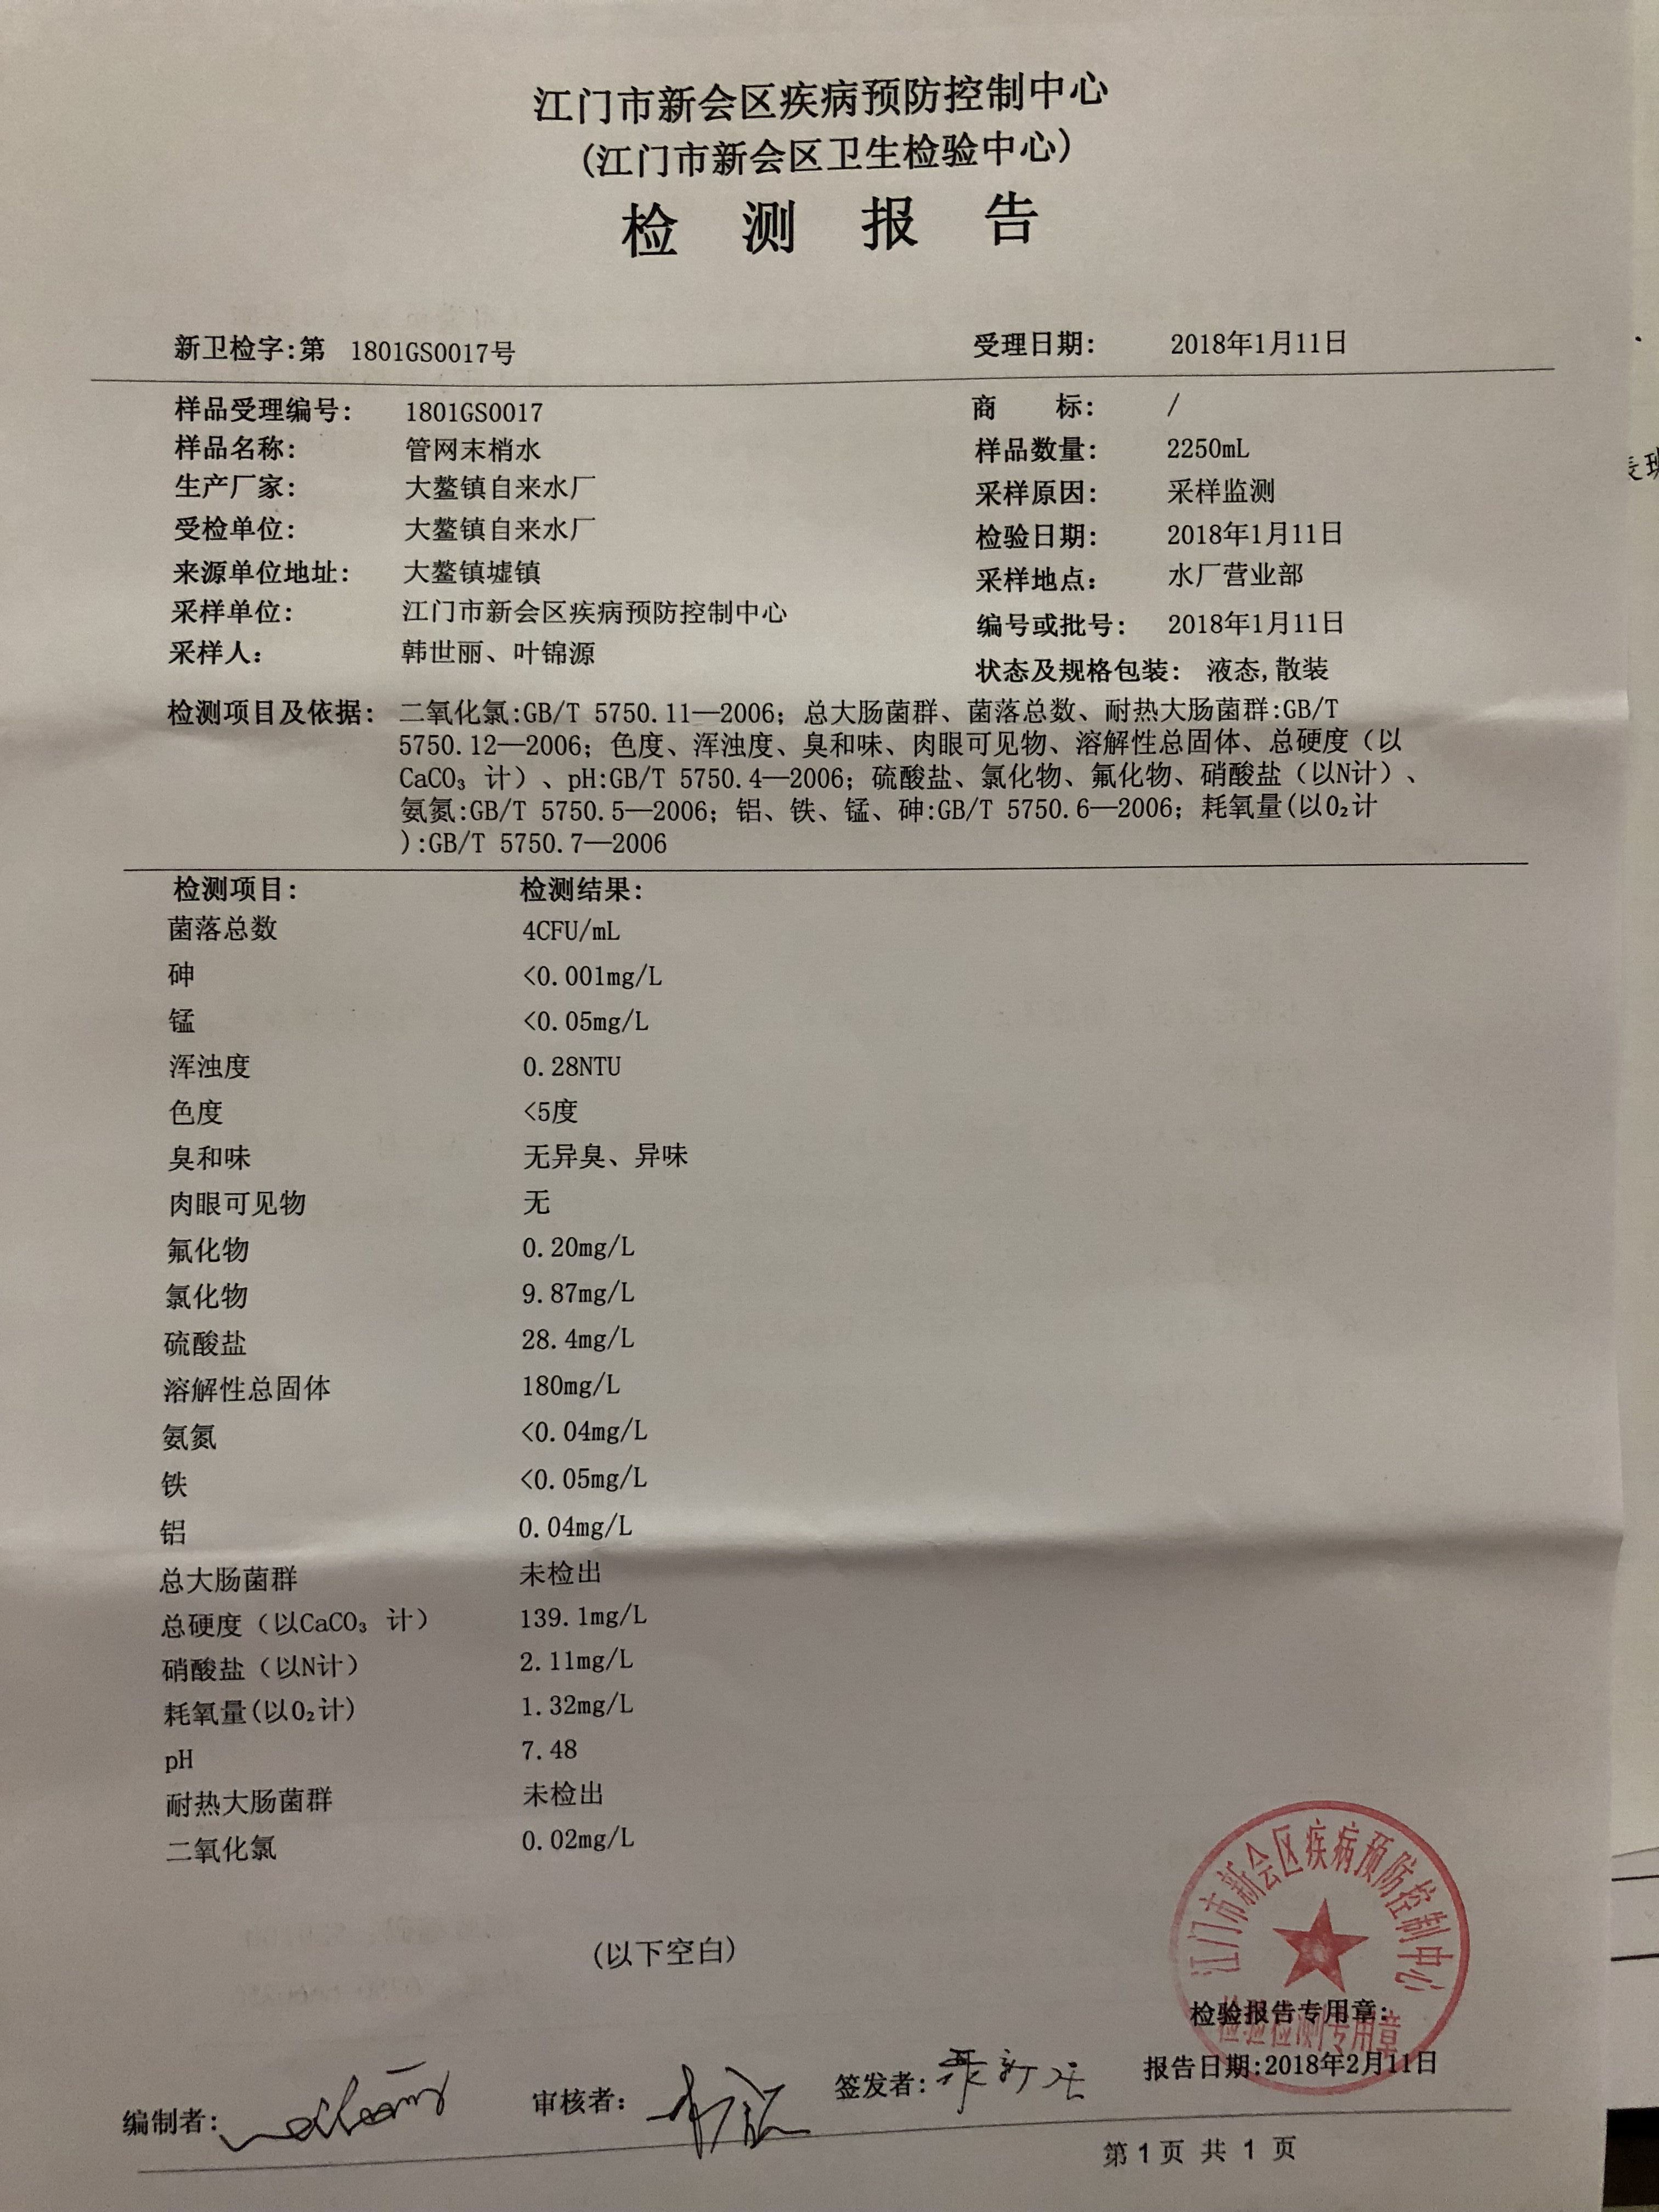 江门市新会区疾病预防控制中心
(江门市新会区卫生检验中心)
检 测 报 告
新卫检字:第 1801GS0017号 受理日期: 2018年1月11日
样品受理编号: 1801GS0017 商 标: /
样品名称: 管网末梢水 样品数量: 2250mL
生产厂家: 大鳌镇自来水厂 采样原因: 采样监测
受检单位: 大鳌镇自来水厂 检验日期: 2018年1月11日
来源单位地址: 大鳌镇墟镇 采样地点: 水厂营业部
采样单位: 江门市新会区疾病预防控制中心 编号或批号: 2018年1月11日
采样人: 韩世丽、叶锦源 状态及规格包装: 液态,散装
检测项目及依据: 二氧化氯:GB/T 5750.11—2006; 总大肠菌群、菌落总数、耐热大肠菌群:GB/T
5750.12—2006; 色度、浑浊度、臭和味、肉眼可见物、溶解性总固体、总硬度（以
CaCO₃ 计）、pH:GB/T 5750.4—2006; 硫酸盐、氯化物、氟化物、硝酸盐（以N计）、
氨氮:GB/T 5750.5—2006; 铝、铁、锰、砷:GB/T 5750.6—2006; 耗氧量(以O₂计
):GB/T 5750.7—2006
检测项目: 检测结果:
菌落总数 4CFU/mL
砷 <0.001mg/L
锰 <0.05mg/L
浑浊度 0.28NTU
色度 <5度
臭和味 无异臭、异味
肉眼可见物 无
氟化物 0.20mg/L
氯化物 9.87mg/L
硫酸盐 28.4mg/L
溶解性总固体 180mg/L
氨氮 <0.04mg/L
铁 <0.05mg/L
铝 0.04mg/L
总大肠菌群 未检出
总硬度（以CaCO₃ 计） 139.1mg/L
硝酸盐（以N计） 2.11mg/L
耗氧量(以O₂计) 1.32mg/L
pH 7.48
耐热大肠菌群 未检出
二氧化氯 0.02mg/L
(以下空白)
江门市新会区疾病预防控制中心
检验检测专用章
检验报告专用章:
报告日期:2018年2月11日
编制者: 审核者: 签发者:
第 1 页 共 1 页